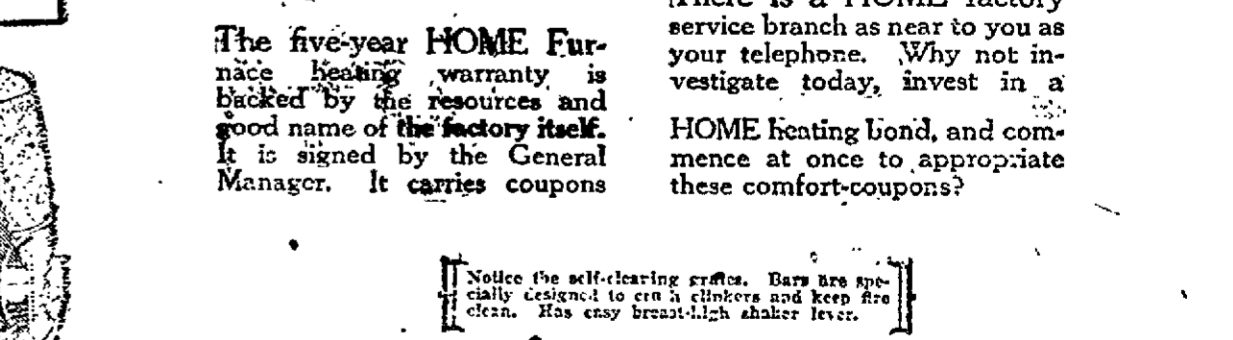 The five-year HOME Fur-
nace heating warranty is
backed by the resources and
good name of the factory itself.
It is signed by the General
Manager. It carries coupons
There is a HOME factory
service branch as near to you as
your telephone. Why not in-
vestigate today, invest in a
HOME heating bond, and com-
mence at once to appropriate
these comfort-coupons?
Notice the self-clearing grates. Bars are spe-
cially designed to crush clinkers and keep fire
clean. Has easy breast-high shaker lever.